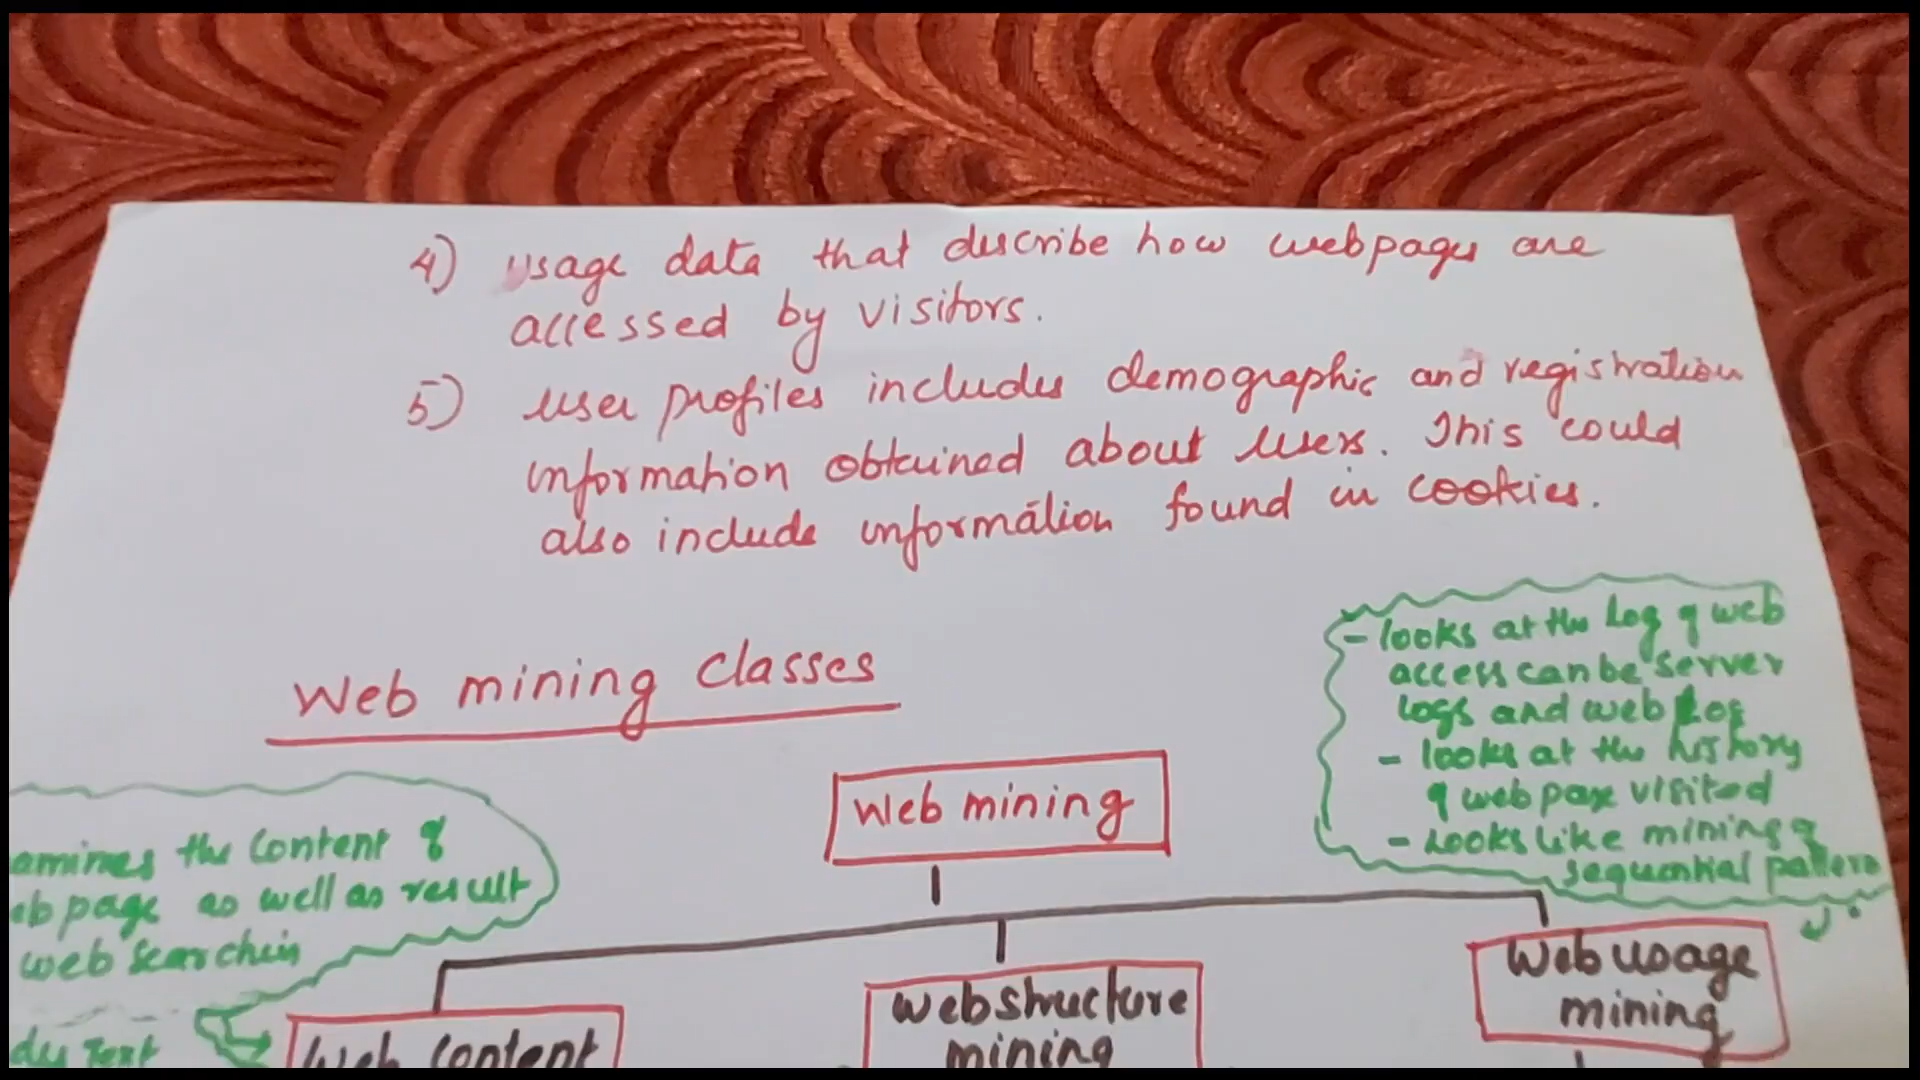 4) usage data that describe how webpages are
accessed by visitors.
5) user profiles includes demographic and registration
information obtained about users. This could
also include information found in cookies.
Web mining Classes
- looks at the Log of web
access can be server
logs and web Log
- looks at the history
of web page visited
- Looks like mining of
sequential pattern
Web mining
amines the Content of
eb page as well as result
web searchin
Web usage
mining
Web structure
mining
Web Content
Text